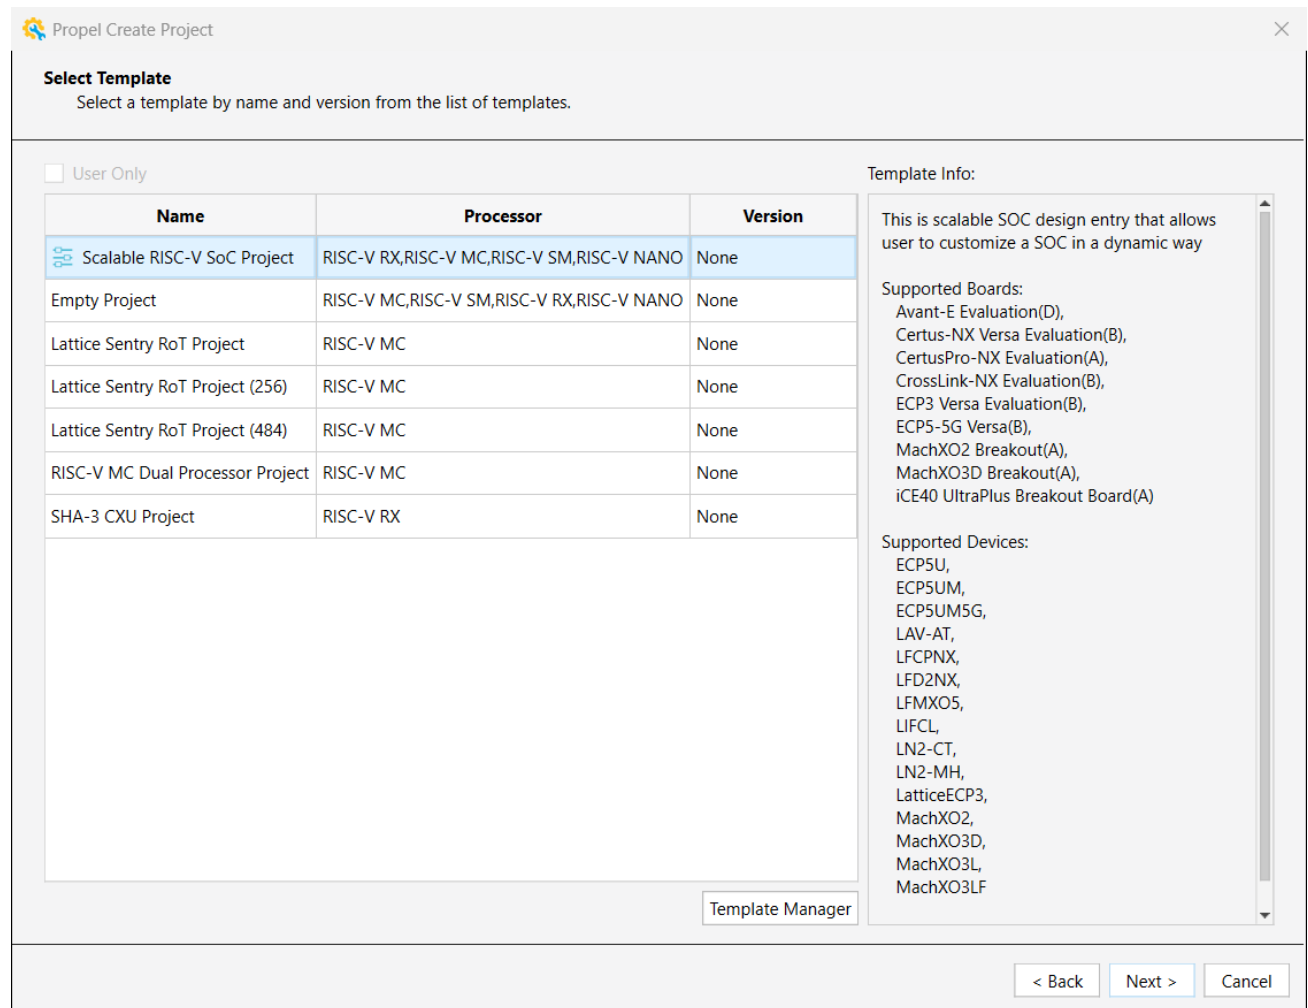 Propel Create Project
Select Template
Select a template by name and version from the list of templates.
User Only
Name Processor Version
Scalable RISC-V SoC Project RISC-V RX,RISC-V MC,RISC-V SM,RISC-V NANO None
Empty Project RISC-V MC,RISC-V SM,RISC-V RX,RISC-V NANO None
Lattice Sentry RoT Project RISC-V MC None
Lattice Sentry RoT Project (256) RISC-V MC None
Lattice Sentry RoT Project (484) RISC-V MC None
RISC-V MC Dual Processor Project RISC-V MC None
SHA-3 CXU Project RISC-V RX None
Template Manager
Template Info:
This is scalable SOC design entry that allows
user to customize a SOC in a dynamic way
Supported Boards:
Avant-E Evaluation(D),
Certus-NX Versa Evaluation(B),
CertusPro-NX Evaluation(A),
CrossLink-NX Evaluation(B),
ECP3 Versa Evaluation(B),
ECP5-5G Versa(B),
MachXO2 Breakout(A),
MachXO3D Breakout(A),
iCE40 UltraPlus Breakout Board(A)
Supported Devices:
ECP5U,
ECP5UM,
ECP5UM5G,
LAV-AT,
LFCPNX,
LFD2NX,
LFMXO5,
LIFCL,
LN2-CT,
LN2-MH,
LatticeECP3,
MachXO2,
MachXO3D,
MachXO3L,
MachXO3LF
< Back Next > Cancel